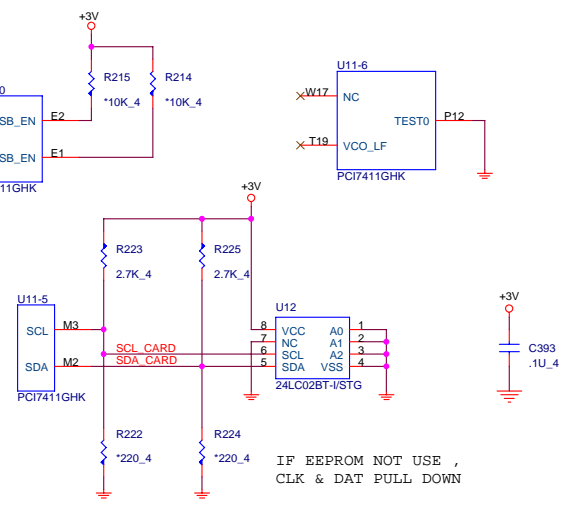 +3V
R215
R214
*10K_4
*10K_4
0
SB_EN
E2
SB_EN
E1
11GHK
U11-6
W17
NC
TEST0
P12
T19
VCO_LF
PCI7411GHK
+3V
R223
R225
2.7K_4
2.7K_4
U11-5
SCL
M3
SDA
M2
PCI7411GHK
SCL_CARD
SDA_CARD
U12
8
VCC
A0
1
7
NC
A1
2
6
SCL
A2
3
5
SDA
VSS
4
24LC02BT-I/STG
+3V
C393
.1U_4
R222
R224
*220_4
*220_4
IF EEPROM NOT USE ,
CLK & DAT PULL DOWN